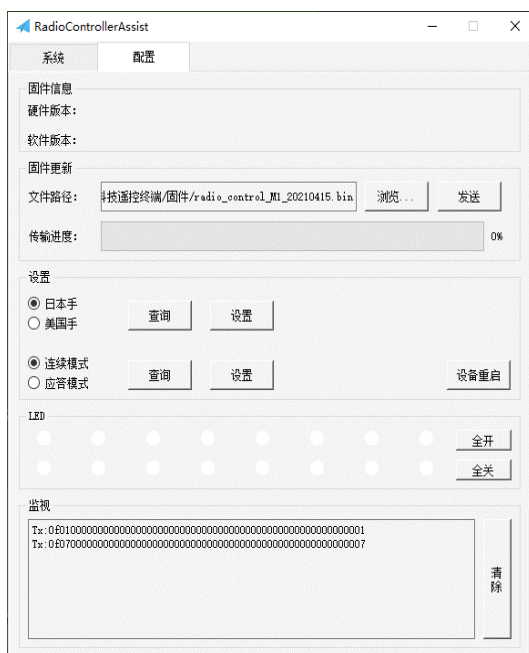 RadioControllerAssist
系统 配置
固件信息
硬件版本:
软件版本:
固件更新
文件路径: 科技遥控终端/固件/radio_control_M1_20210415.bin 浏览... 发送
传输进度: 0%
设置
日本手
查询 设置
美国手
连续模式
查询 设置 设备重启
应答模式
LED
全开
全关
监视
清除